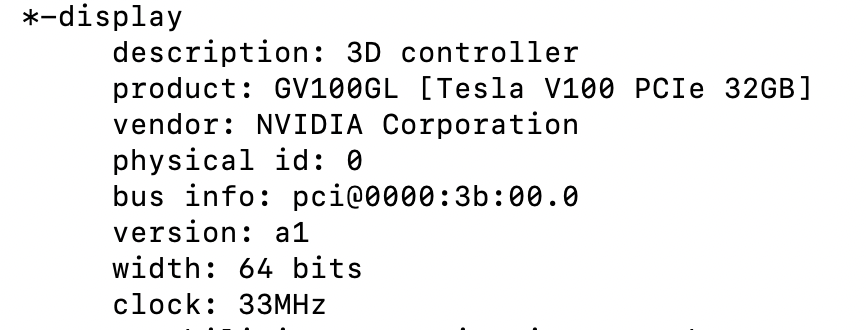 *-display
description: 3D controller
product: GV100GL [Tesla V100 PCIe 32GB]
vendor: NVIDIA Corporation
physical id: 0
bus info: pci@0000:3b:00.0
version: a1
width: 64 bits
clock: 33MHz